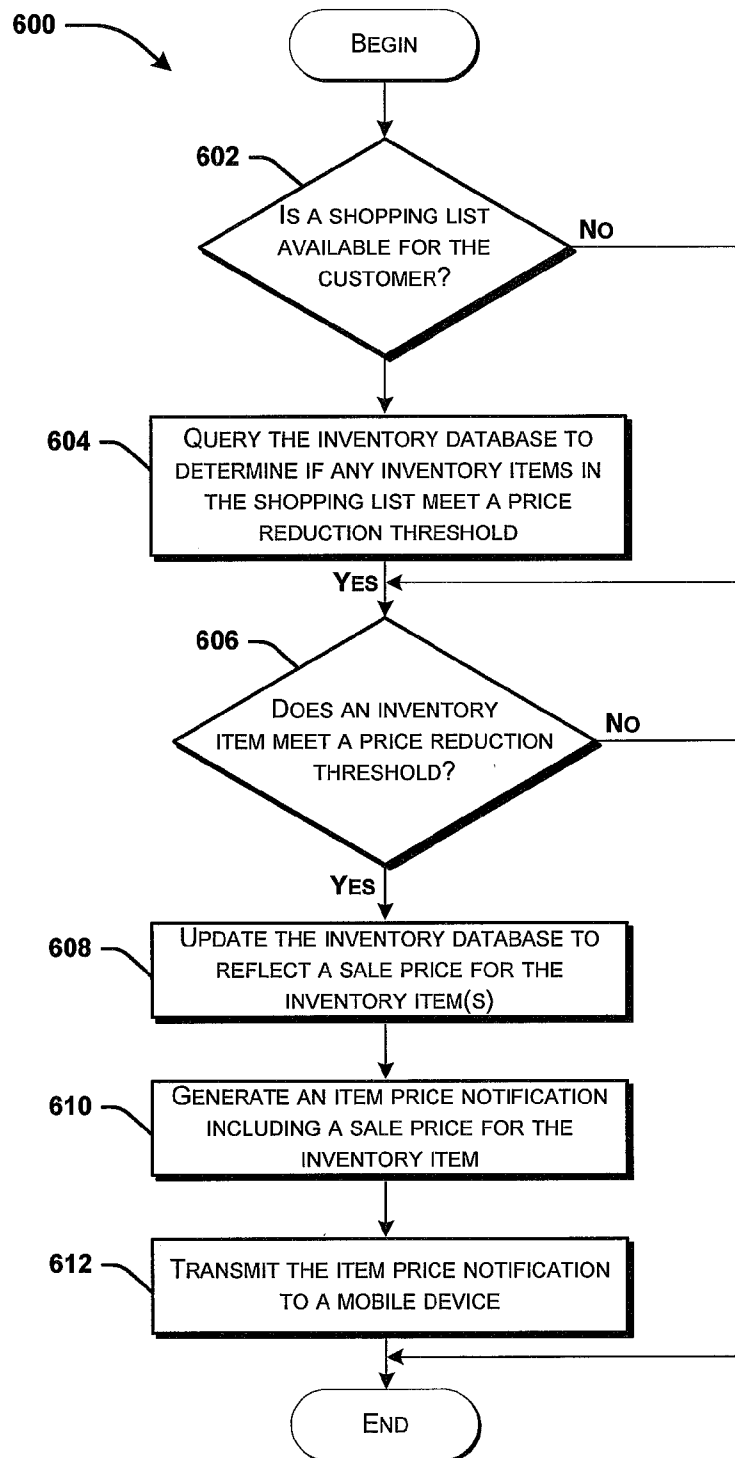 600
BEGIN
602
IS A SHOPPING LIST
AVAILABLE FOR THE
CUSTOMER?
NO
604
QUERY THE INVENTORY DATABASE TO
DETERMINE IF ANY INVENTORY ITEMS IN
THE SHOPPING LIST MEET A PRICE
REDUCTION THRESHOLD
YES
606
DOES AN INVENTORY
ITEM MEET A PRICE REDUCTION
THRESHOLD?
NO
YES
608
UPDATE THE INVENTORY DATABASE TO
REFLECT A SALE PRICE FOR THE
INVENTORY ITEM(S)
610
GENERATE AN ITEM PRICE NOTIFICATION
INCLUDING A SALE PRICE FOR THE
INVENTORY ITEM
612
TRANSMIT THE ITEM PRICE NOTIFICATION
TO A MOBILE DEVICE
END